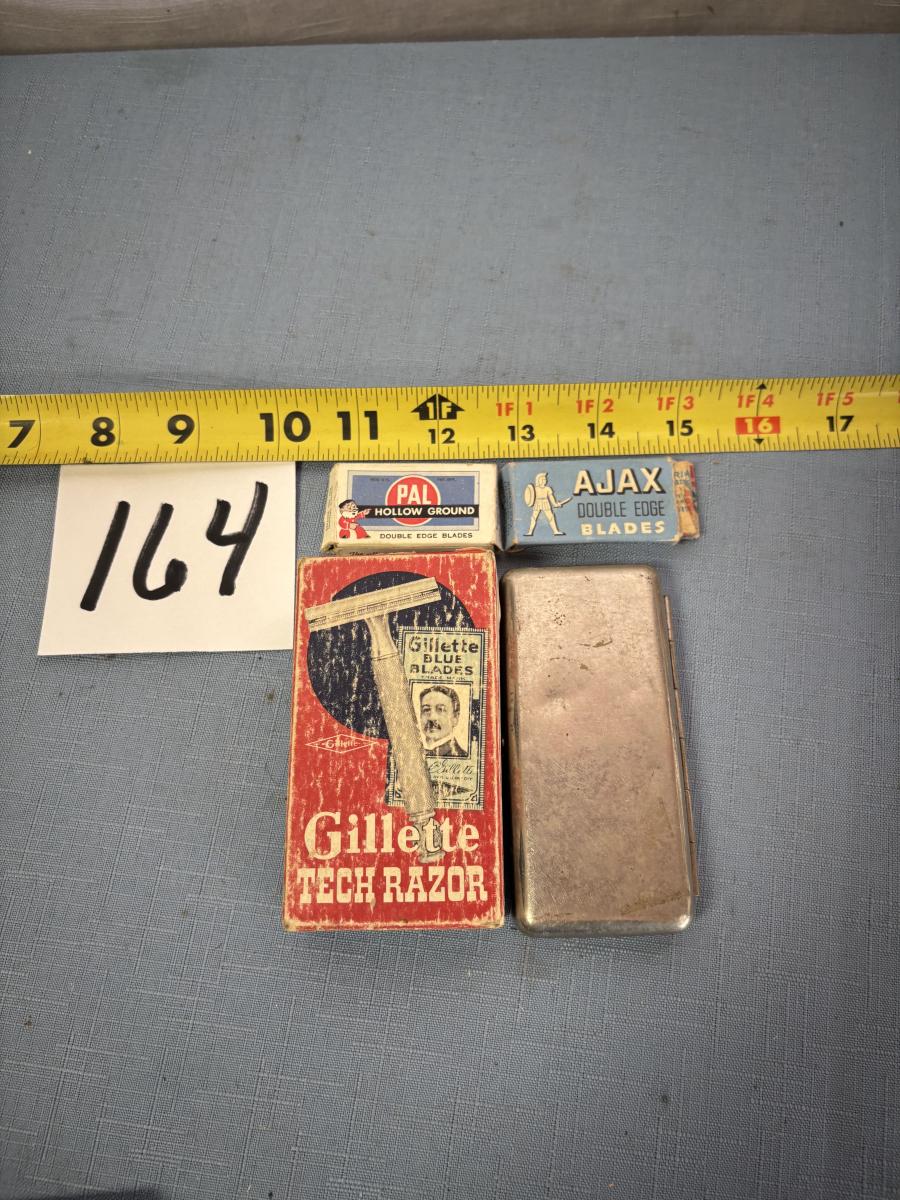 1F 1F 1 1F 2 1F 3 1F 4 1F 5
7 8 9 10 11 12 13 14 15 16 17
164
PAL
HOLLOW GROUND
DOUBLE EDGE BLADES
AJAX
DOUBLE EDGE
BLADES
Gillette
BLUE
BLADES
Gillette
Gillette
Gillette
TECH RAZOR